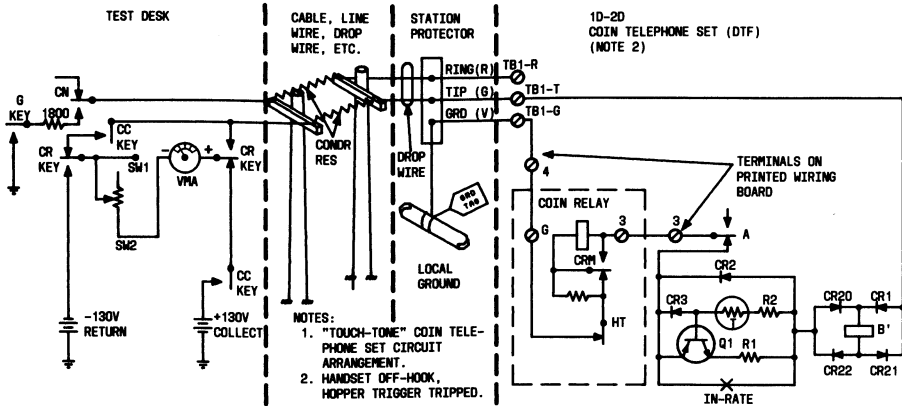 TEST DESK
CABLE, LINE
WIRE, DROP
WIRE, ETC.
STATION
PROTECTOR
1D-2D
COIN TELEPHONE SET (DTF)
(NOTE 2)
TB1-R
RING(R)
TIP (G)
TB1-T
GRD (V)
TB1-G
CN
G
KEY
1800
CC
KEY
CR
KEY
SW1
-
+
VMA
CR
KEY
SW2
CC
KEY
-130V
RETURN
+130V
COLLECT
CONDR
RES
DROP
WIRE
GRD
TAG
LOCAL
GROUND
4
TERMINALS ON
PRINTED WIRING
BOARD
COIN RELAY
G
3
3
A
CRM
HT
CR2
CR3
T
R2
Q1
R1
IN-RATE
CR20
CR1
B'
CR22
CR21
NOTES:
1. "TOUCH-TONE" COIN TELE-
PHONE SET CIRCUIT
ARRANGEMENT.
2. HANDSET OFF-HOOK,
HOPPER TRIGGER TRIPPED.